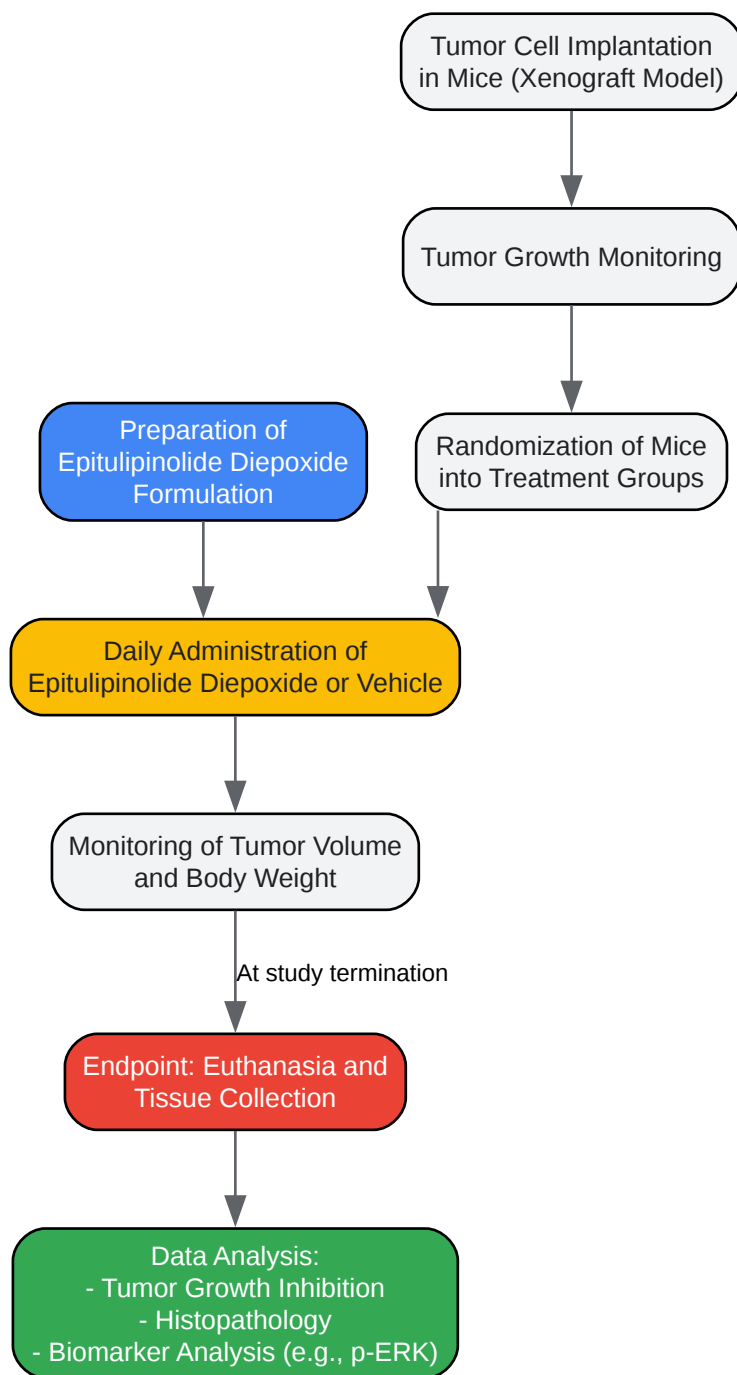 Tumor Cell Implantation
in Mice (Xenograft Model)
Tumor Growth Monitoring
Preparation of
Epitulipinolide Diepoxide
Formulation
Randomization of Mice
into Treatment Groups
Daily Administration of
Epitulipinolide Diepoxide or Vehicle
Monitoring of Tumor Volume
and Body Weight
At study termination
Endpoint: Euthanasia and
Tissue Collection
Data Analysis:
- Tumor Growth Inhibition
- Histopathology
- Biomarker Analysis (e.g., p-ERK)